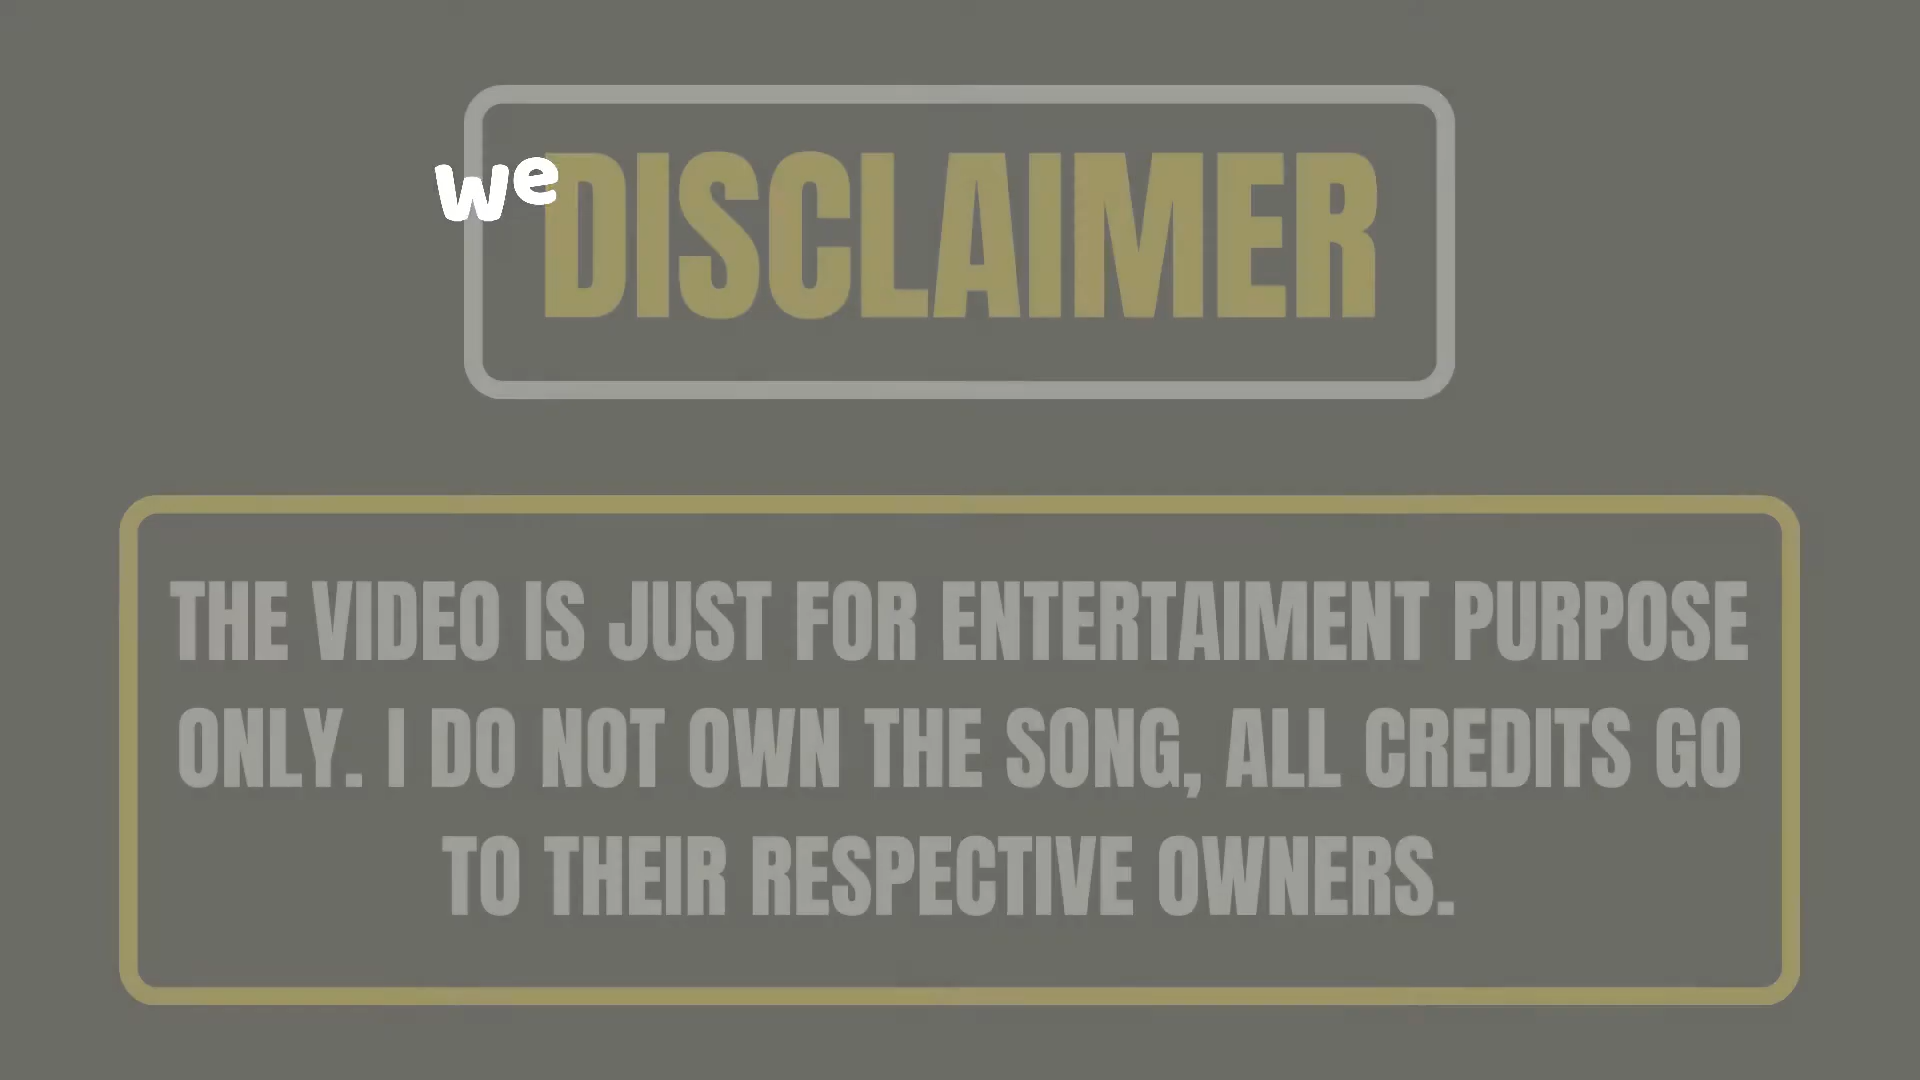 we
DISCLAIMER
THE VIDEO IS JUST FOR ENTERTAIMENT PURPOSE
ONLY. I DO NOT OWN THE SONG, ALL CREDITS GO
TO THEIR RESPECTIVE OWNERS.